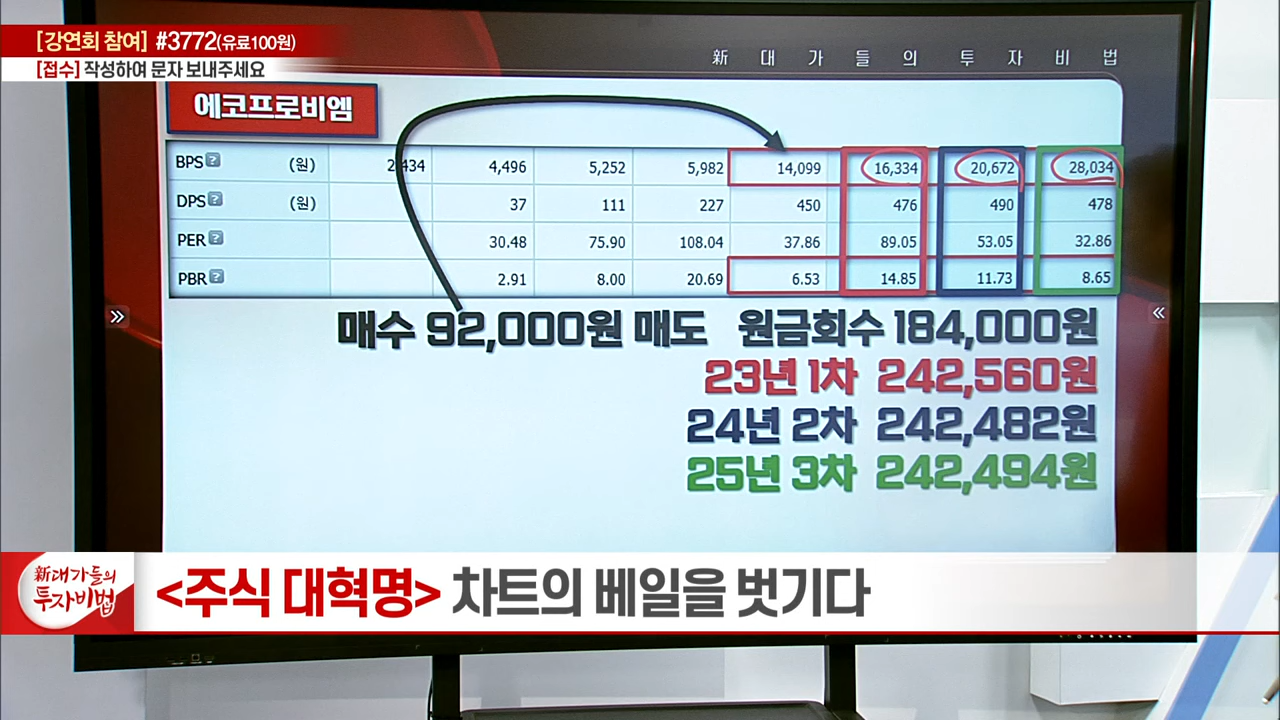 [강연회 참여] #3772(유료100원)
[접수] 작성하여 문자 보내주세요
新 대 가 들 의 투 자 비 법
에코프로비엠
BPS ? (원) 2,434 4,496 5,252 5,982 14,099 16,334 20,672 28,034
DPS ? (원) 37 111 227 450 476 490 478
PER ? 30.48 75.90 108.04 37.86 89.05 53.05 32.86
PBR ? 2.91 8.00 20.69 6.53 14.85 11.73 8.65
매수 92,000원 매도 원금회수 184,000원
23년 1차 242,560원
24년 2차 242,482원
25년 3차 242,494원
新대가들의
투자비법
<주식 대혁명> 차트의 베일을 벗기다